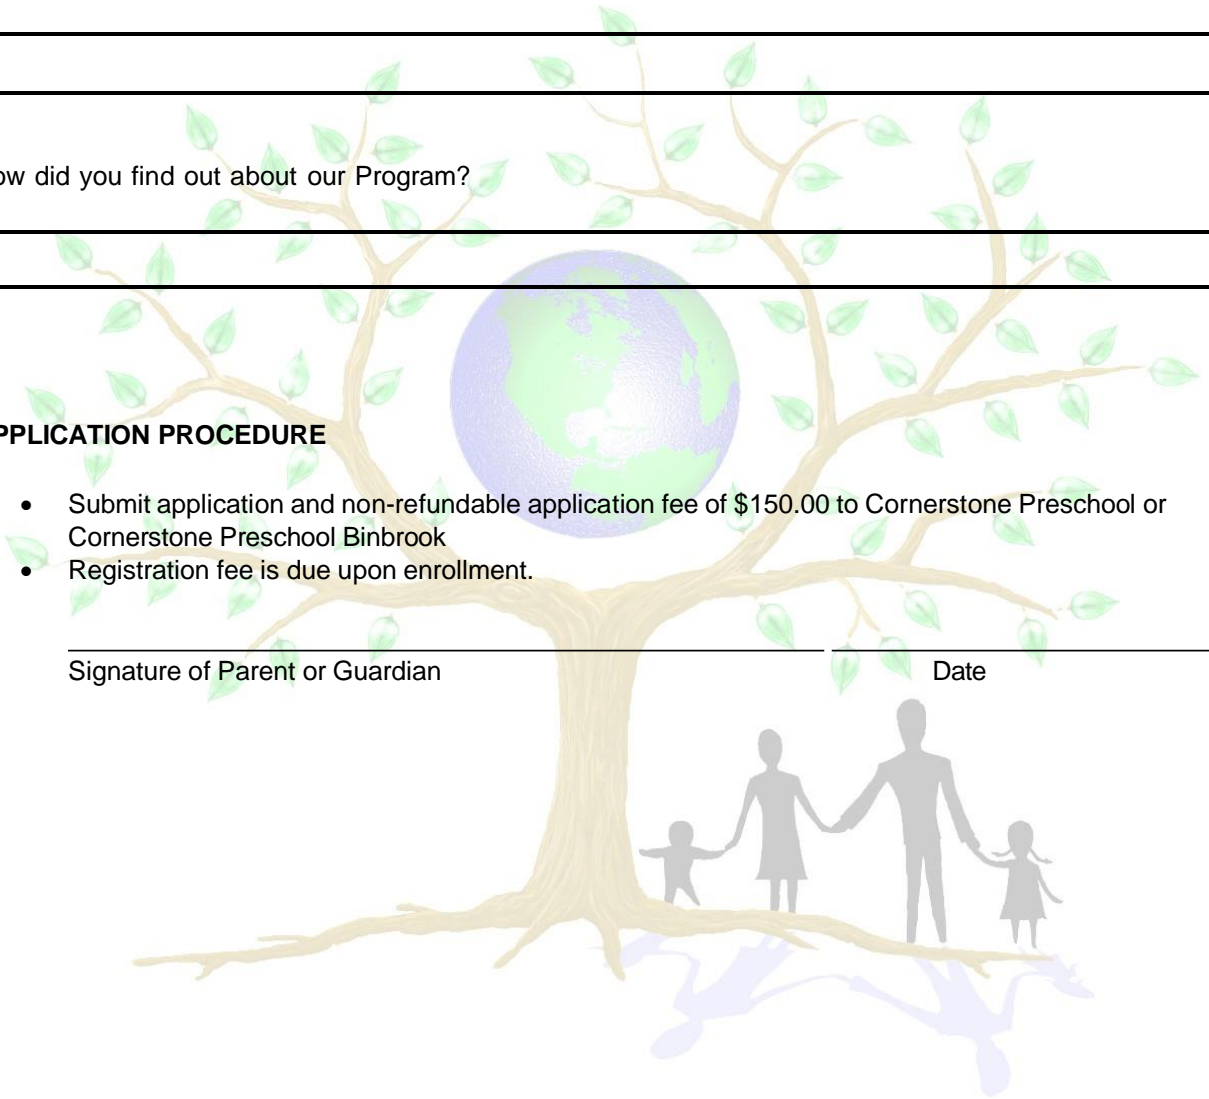 ow did you find out about our Program?
PPLICATION PROCEDURE
• Submit application and non-refundable application fee of $150.00 to Cornerstone Preschool or
Cornerstone Preschool Binbrook
• Registration fee is due upon enrollment.
Signature of Parent or Guardian Date